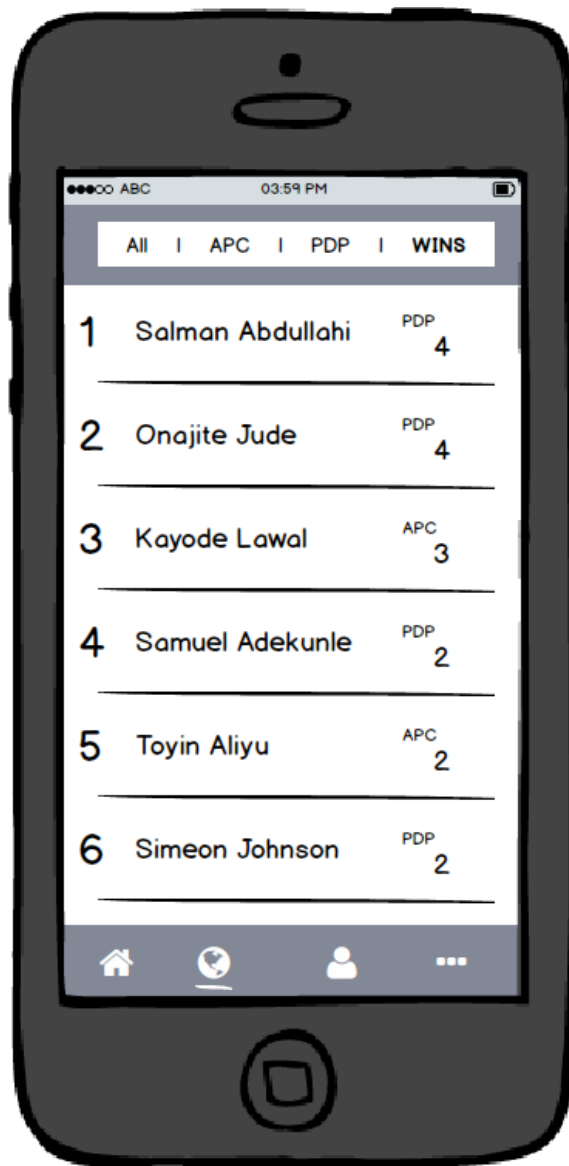 ABC 03:59 PM
All | APC | PDP | WINS
1 Salman Abdullahi PDP 4
2 Onajite Jude PDP 4
3 Kayode Lawal APC 3
4 Samuel Adekunle PDP 2
5 Toyin Aliyu APC 2
6 Simeon Johnson PDP 2